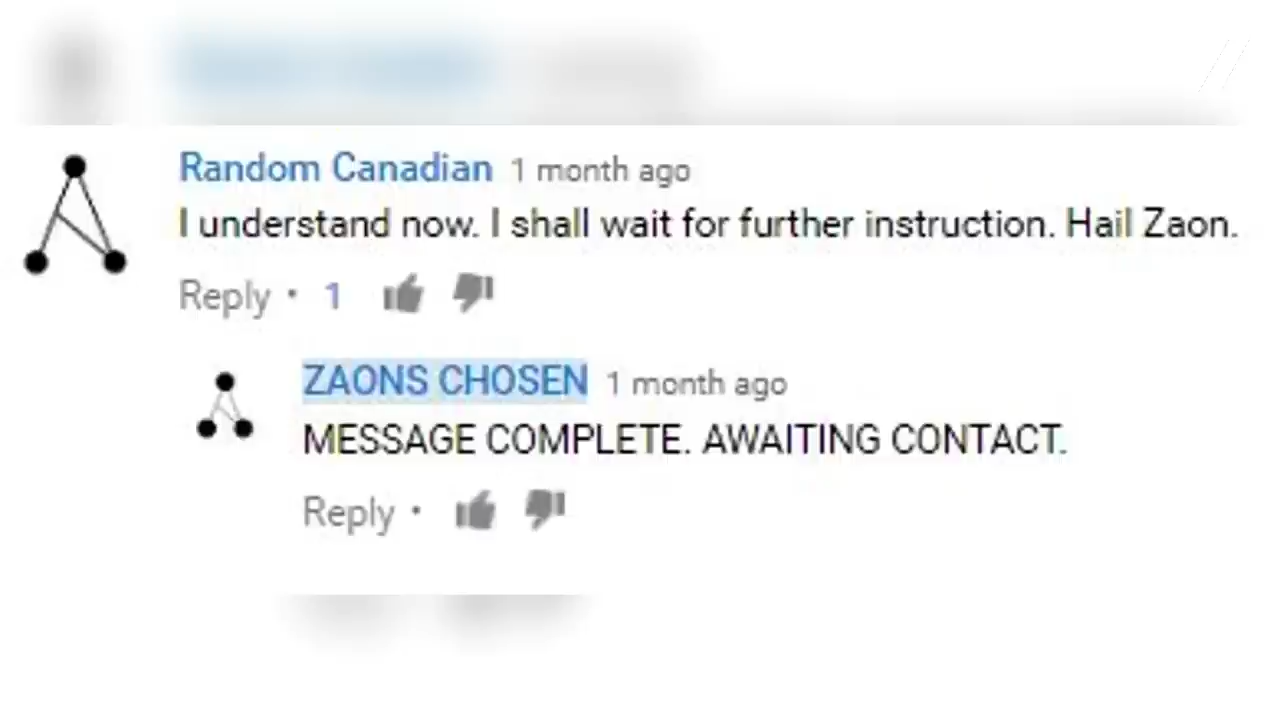 Random Canadian 1 month ago
I understand now. I shall wait for further instruction. Hail Zaon.
Reply • 1
ZAONS CHOSEN 1 month ago
MESSAGE COMPLETE. AWAITING CONTACT.
Reply •